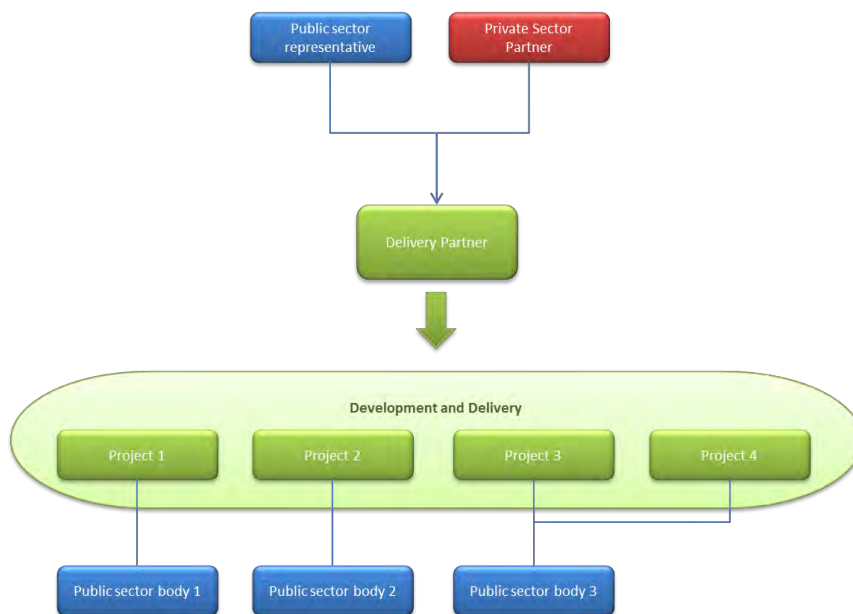 Public sector
representative
Private Sector
Partner
Delivery Partner
Development and Delivery
Project 1
Project 2
Project 3
Project 4
Public sector body 1
Public sector body 2
Public sector body 3